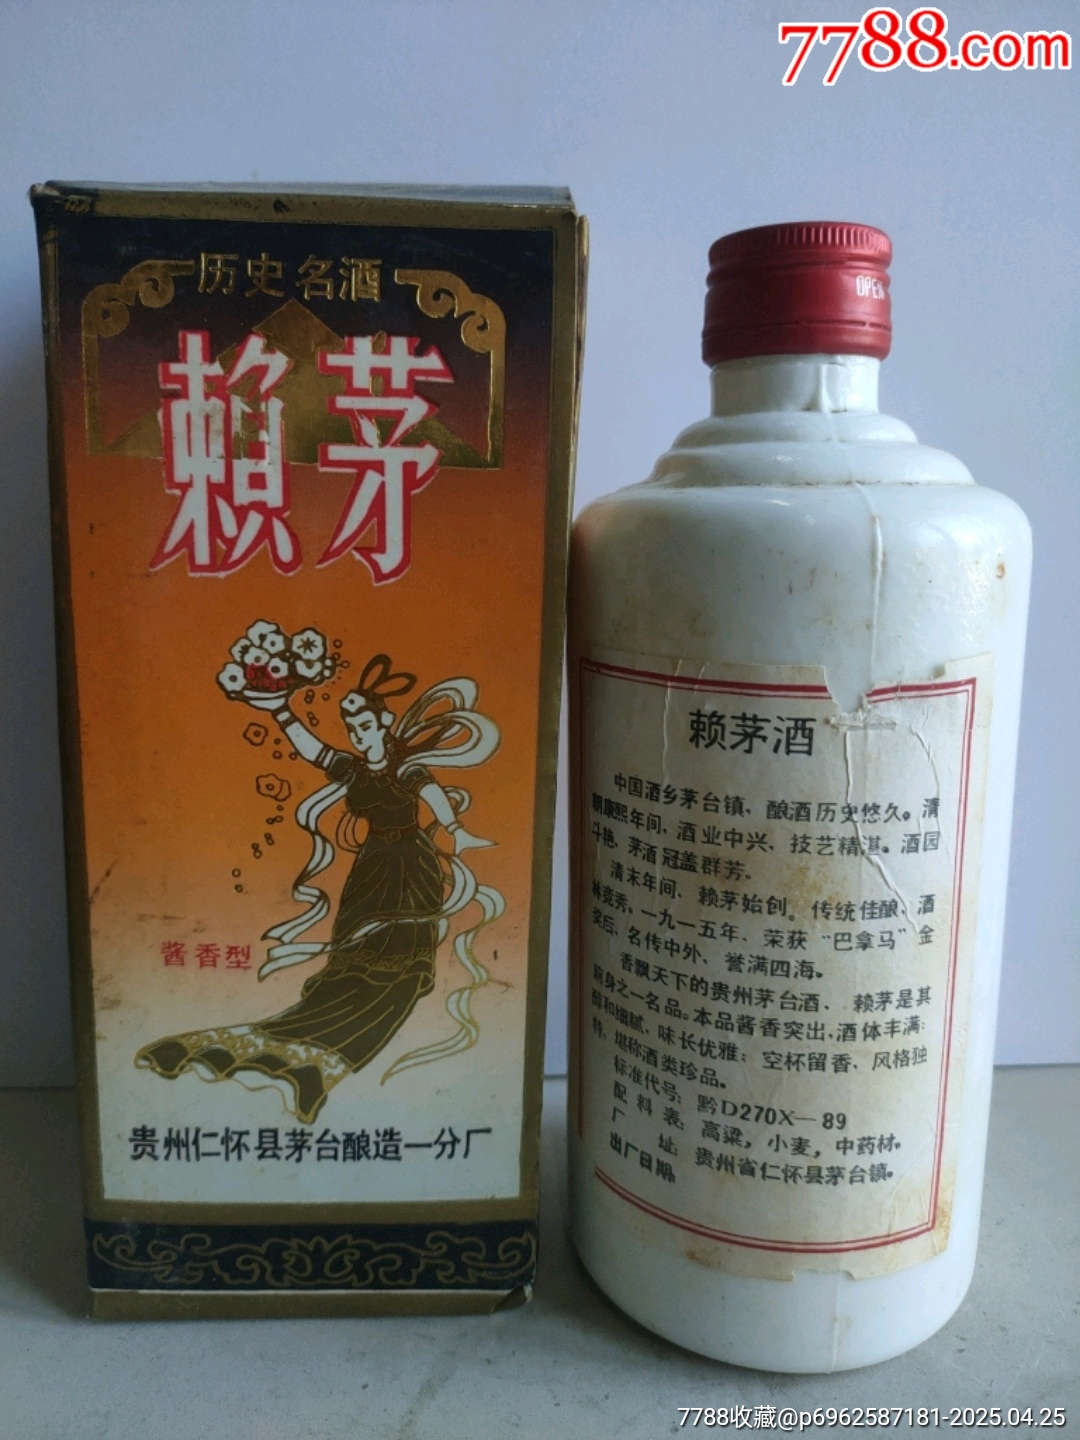 7788.com
历史名酒
赖茅
酱香型
贵州仁怀县茅台酿造一分厂
OPEN
赖茅酒
中国酒乡茅台镇、酿酒历史悠久。清
朝康熙年间、酒业中兴、技艺精湛。酒园
斗艳，茅酒冠盖群芳。
清末年间、赖茅始创。传统佳酿、酒
林竞秀、一九一五年、荣获“巴拿马”金
奖后、名传中外、誉满四海。
香飘天下的贵州茅台酒、赖茅是其
前身之一名品。本品酱香突出、酒体丰满；
醇和细腻、味长优雅；空杯留香、风格独
特、堪称酒类珍品。
标准代号：黔D270X—89
配料表：高粱，小麦，中药材。
厂址：贵州省仁怀县茅台镇。
出厂日期：
7788收藏@p6962587181-2025.04.25